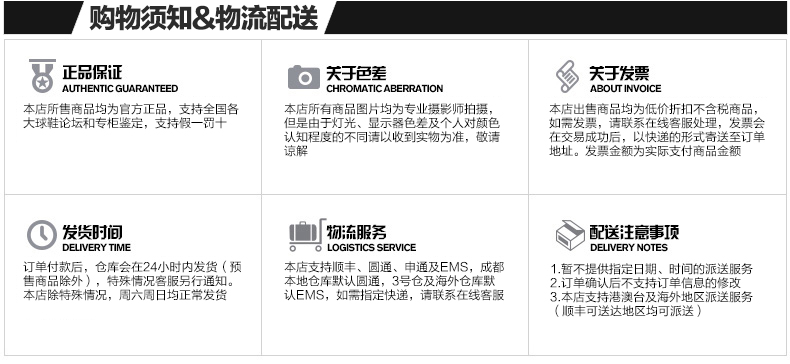 购物须知&物流配送
正品保证
AUTHENTIC GUARANTEED
本店所售商品均为官方正品，支持全国各
大球鞋论坛和专柜鉴定，支持假一罚十
关于色差
CHROMATIC ABERRATION
本店所有商品图片均为专业摄影师拍摄，
但是由于灯光、显示器色差及个人对颜色
认知程度的不同请以收到实物为准，敬请
谅解
关于发票
ABOUT INVOICE
本店出售商品均为低价折扣不含税商品，
如需发票，请联系在线客服处理，发票会
在交易成功后，以快递的形式寄送至订单
地址。发票金额为实际支付商品金额
发货时间
DELIVERY TIME
订单付款后，仓库会在24小时内发货（预
售商品除外），特殊情况客服另行通知。
本店除特殊情况，周六周日均正常发货
物流服务
LOGISTICS SERVICE
本店支持顺丰、圆通、申通及EMS，成都
本地仓库默认圆通，3号仓及海外仓库默
认EMS，如需指定快递，请联系在线客服
配送注意事项
DELIVERY NOTES
1.暂不提供指定日期、时间的派送服务
2.订单确认后不支持订单信息的修改
3.本店支持港澳台及海外地区派送服务
（顺丰可送达地区均可派送）